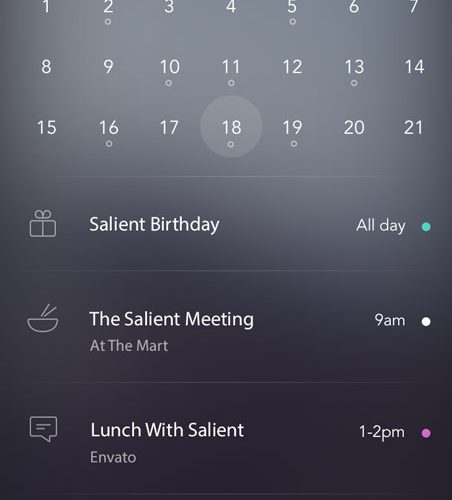 1 2 3 4 5 6 7
8 9 10 11 12 13 14
15 16 17 18 19 20 21
Salient Birthday All day
The Salient Meeting 9am
At The Mart
Lunch With Salient 1-2pm
Envato